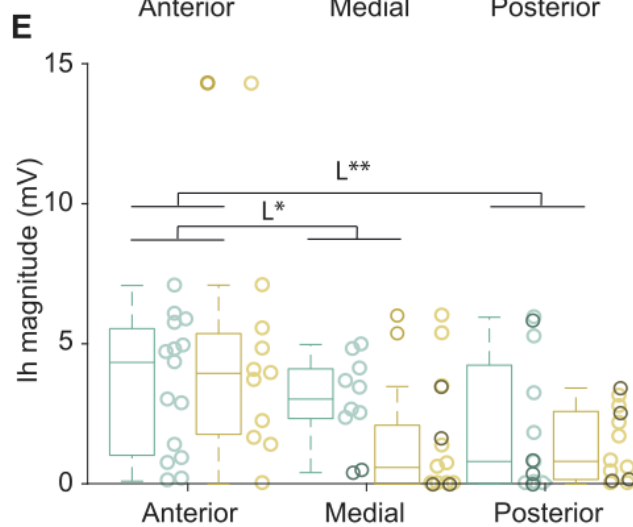 Anterior Medial Posterior
E
15
L**
10
L*
5
0
Ih magnitude (mV)
Anterior Medial Posterior